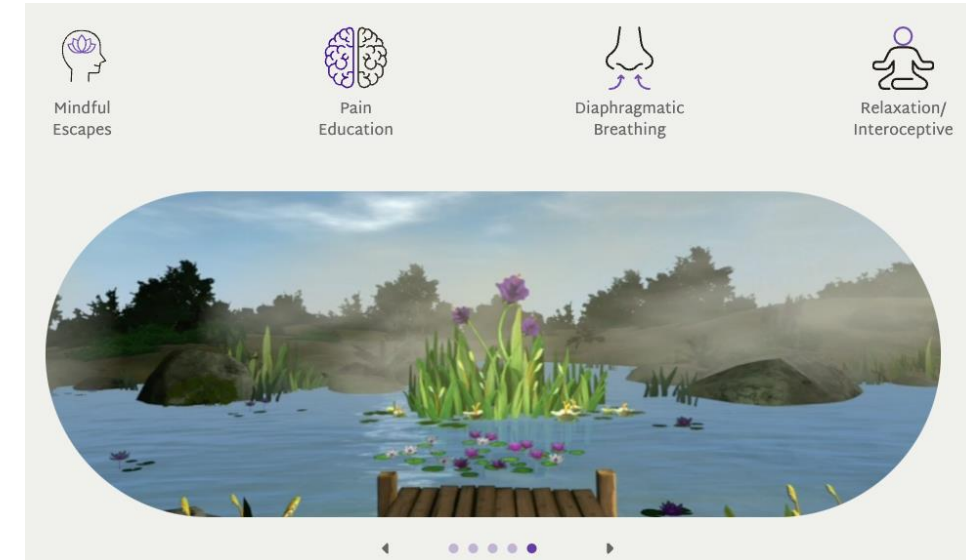 Mindful
Escapes
Pain
Education
Diaphragmatic
Breathing
Relaxation/
Interoceptive